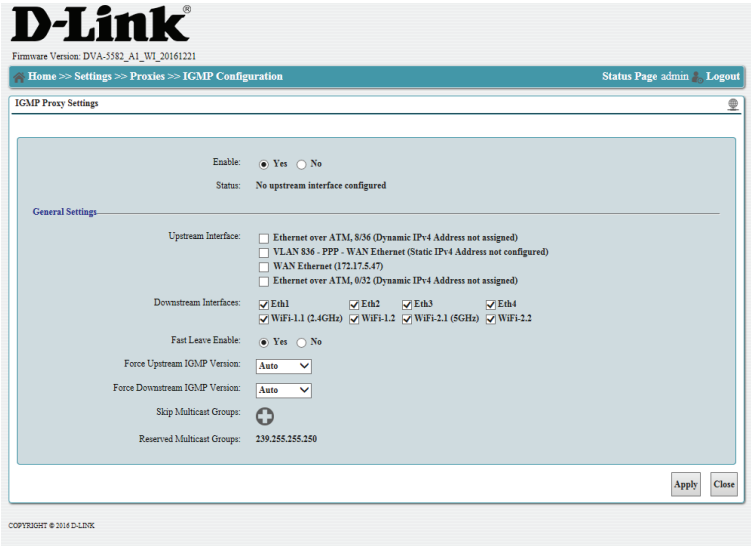 D-Link®
Firmware Version: DVA-5582_A1_WI_20161221
Home >> Settings >> Proxies >> IGMP Configuration Status Page admin Logout
IGMP Proxy Settings
Enable: Yes No
Status: No upstream interface configured
General Settings
Upstream Interface: Ethernet over ATM, 8/36 (Dynamic IPv4 Address not assigned)
VLAN 836 - PPP - WAN Ethernet (Static IPv4 Address not configured)
WAN Ethernet (172.17.5.47)
Ethernet over ATM, 0/32 (Dynamic IPv4 Address not assigned)
Downstream Interfaces: Eth1 Eth2 Eth3 Eth4
WiFi-1.1 (2.4GHz) WiFi-1.2 WiFi-2.1 (5GHz) WiFi-2.2
Fast Leave Enable: Yes No
Force Upstream IGMP Version: Auto
Force Downstream IGMP Version: Auto
Skip Multicast Groups:
Reserved Multicast Groups: 239.255.255.250
Apply Close
COPYRIGHT © 2016 D-LINK